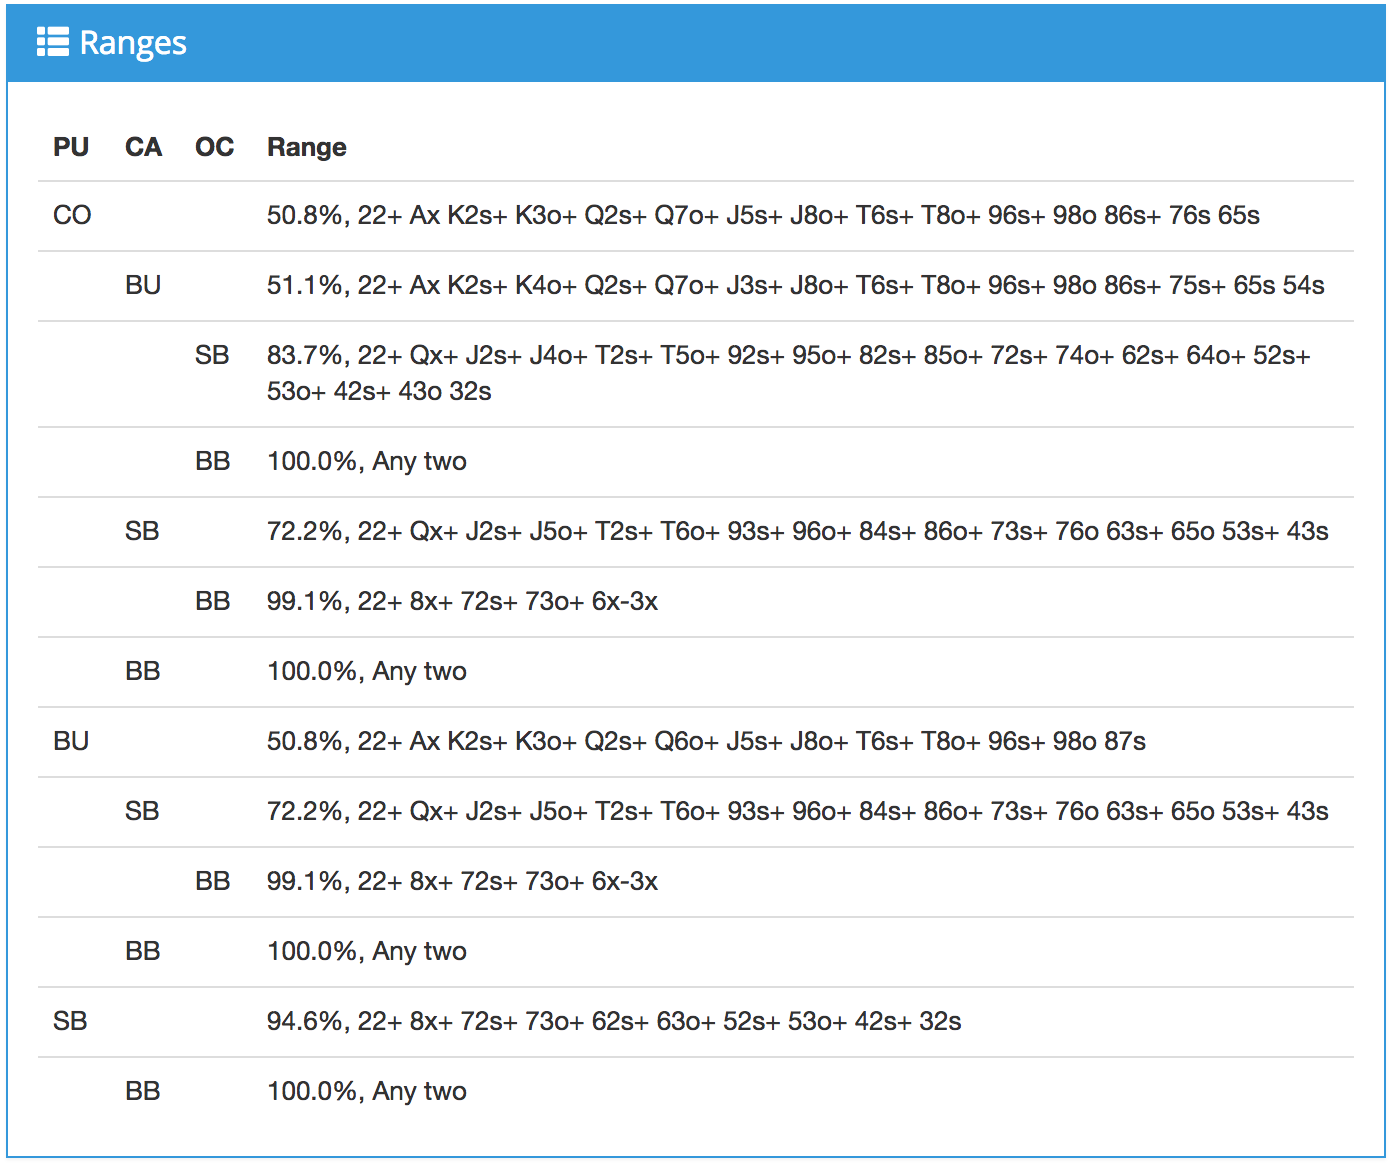 Ranges
PU CA OC Range
CO 50.8%, 22+ Ax K2s+ K3o+ Q2s+ Q7o+ J5s+ J8o+ T6s+ T8o+ 96s+ 98o 86s+ 76s 65s
BU 51.1%, 22+ Ax K2s+ K4o+ Q2s+ Q7o+ J3s+ J8o+ T6s+ T8o+ 96s+ 98o 86s+ 75s+ 65s 54s
SB 83.7%, 22+ Qx+ J2s+ J4o+ T2s+ T5o+ 92s+ 95o+ 82s+ 85o+ 72s+ 74o+ 62s+ 64o+ 52s+
53o+ 42s+ 43o 32s
BB 100.0%, Any two
SB 72.2%, 22+ Qx+ J2s+ J5o+ T2s+ T6o+ 93s+ 96o+ 84s+ 86o+ 73s+ 76o 63s+ 65o 53s+ 43s
BB 99.1%, 22+ 8x+ 72s+ 73o+ 6x-3x
BB 100.0%, Any two
BU 50.8%, 22+ Ax K2s+ K3o+ Q2s+ Q6o+ J5s+ J8o+ T6s+ T8o+ 96s+ 98o 87s
SB 72.2%, 22+ Qx+ J2s+ J5o+ T2s+ T6o+ 93s+ 96o+ 84s+ 86o+ 73s+ 76o 63s+ 65o 53s+ 43s
BB 99.1%, 22+ 8x+ 72s+ 73o+ 6x-3x
BB 100.0%, Any two
SB 94.6%, 22+ 8x+ 72s+ 73o+ 62s+ 63o+ 52s+ 53o+ 42s+ 32s
BB 100.0%, Any two